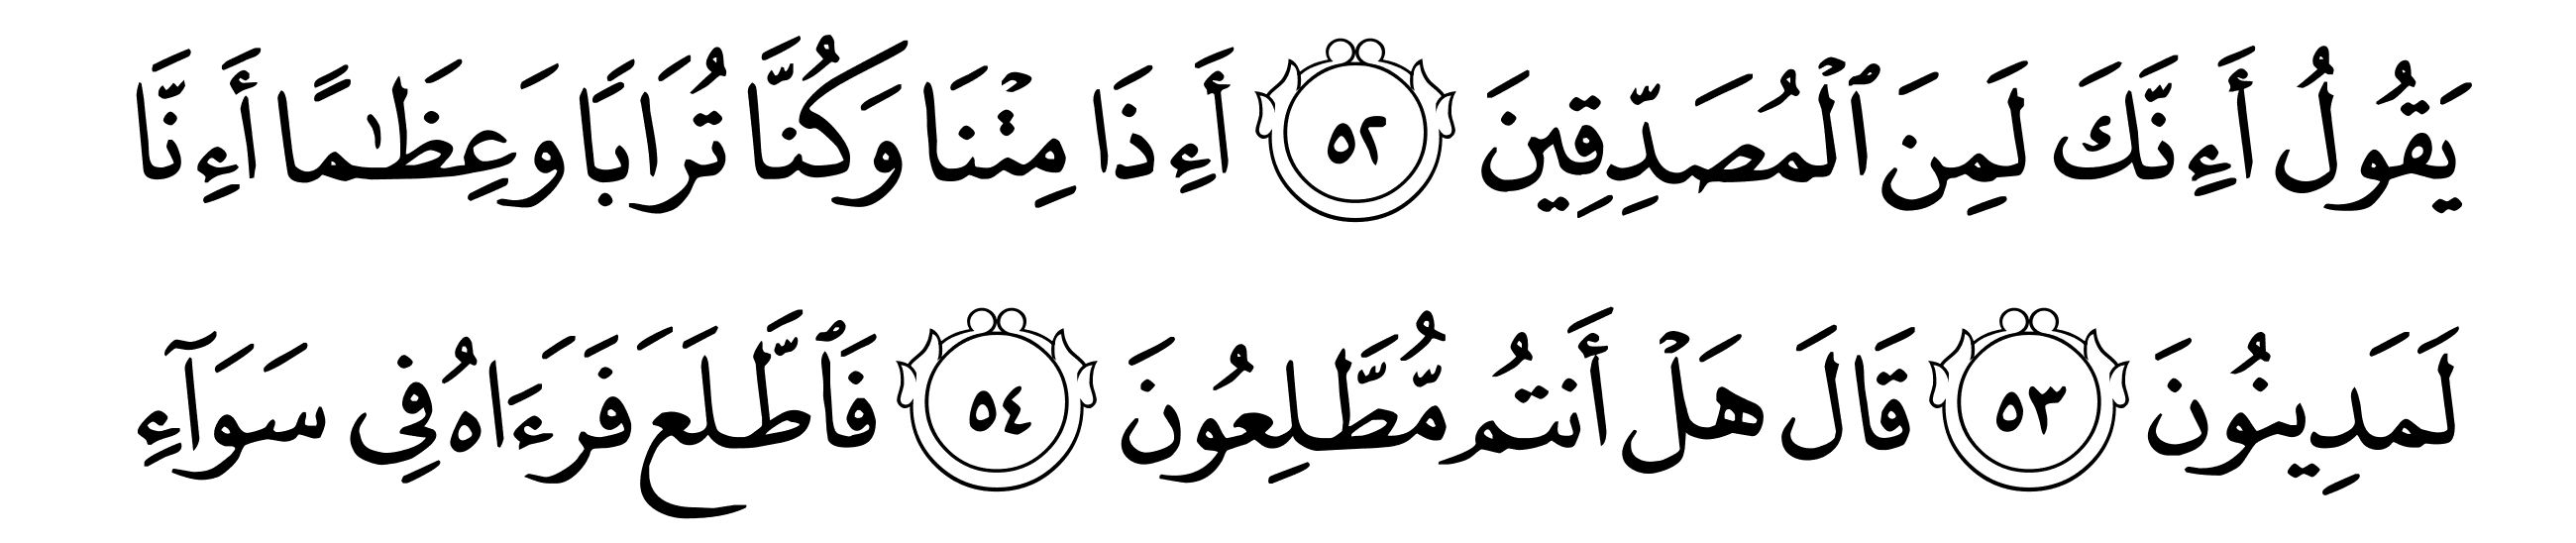 يَقُولُ أَءِنَّكَ لَمِنَ ٱلْمُصَدِّقِينَ ٥٢ أَءِذَا مِتْنَا وَكُنَّا تُرَابًا وَعِظَـٰمًا أَءِنَّا
لَمَدِينُونَ ٥٣ قَالَ هَلْ أَنتُم مُّطَّلِعُونَ ٥٤ فَٱطَّلَعَ فَرَءَاهُ فِى سَوَآءِ